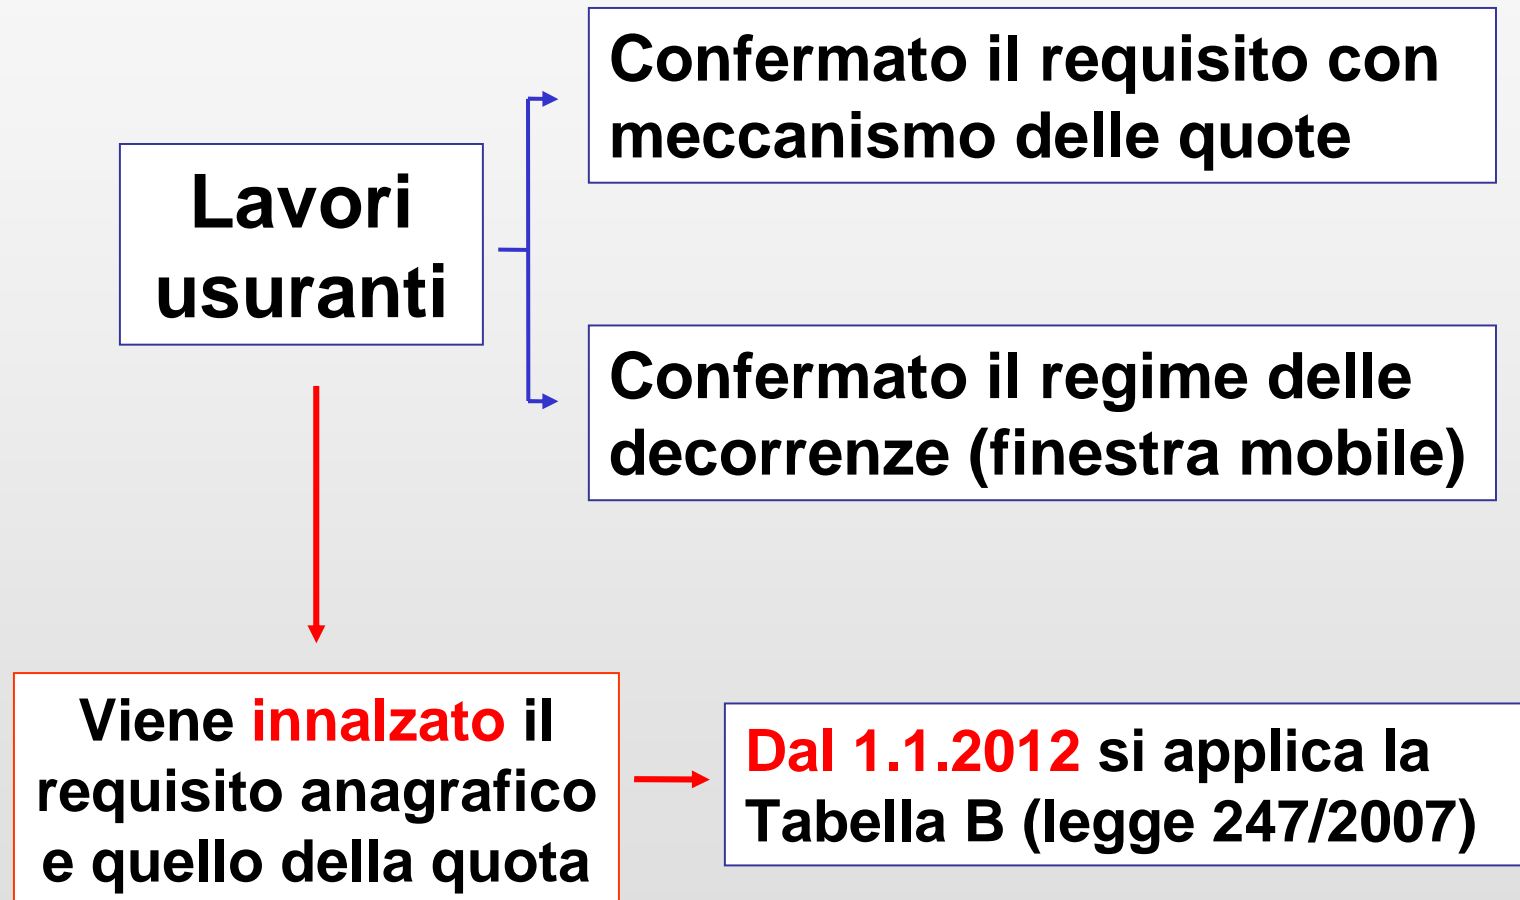 Lavori
usuranti
Confermato il requisito con
meccanismo delle quote
Confermato il regime delle
decorrenze (finestra mobile)
Viene innalzato il
requisito anagrafico
e quello della quota
Dal 1.1.2012 si applica la
Tabella B (legge 247/2007)